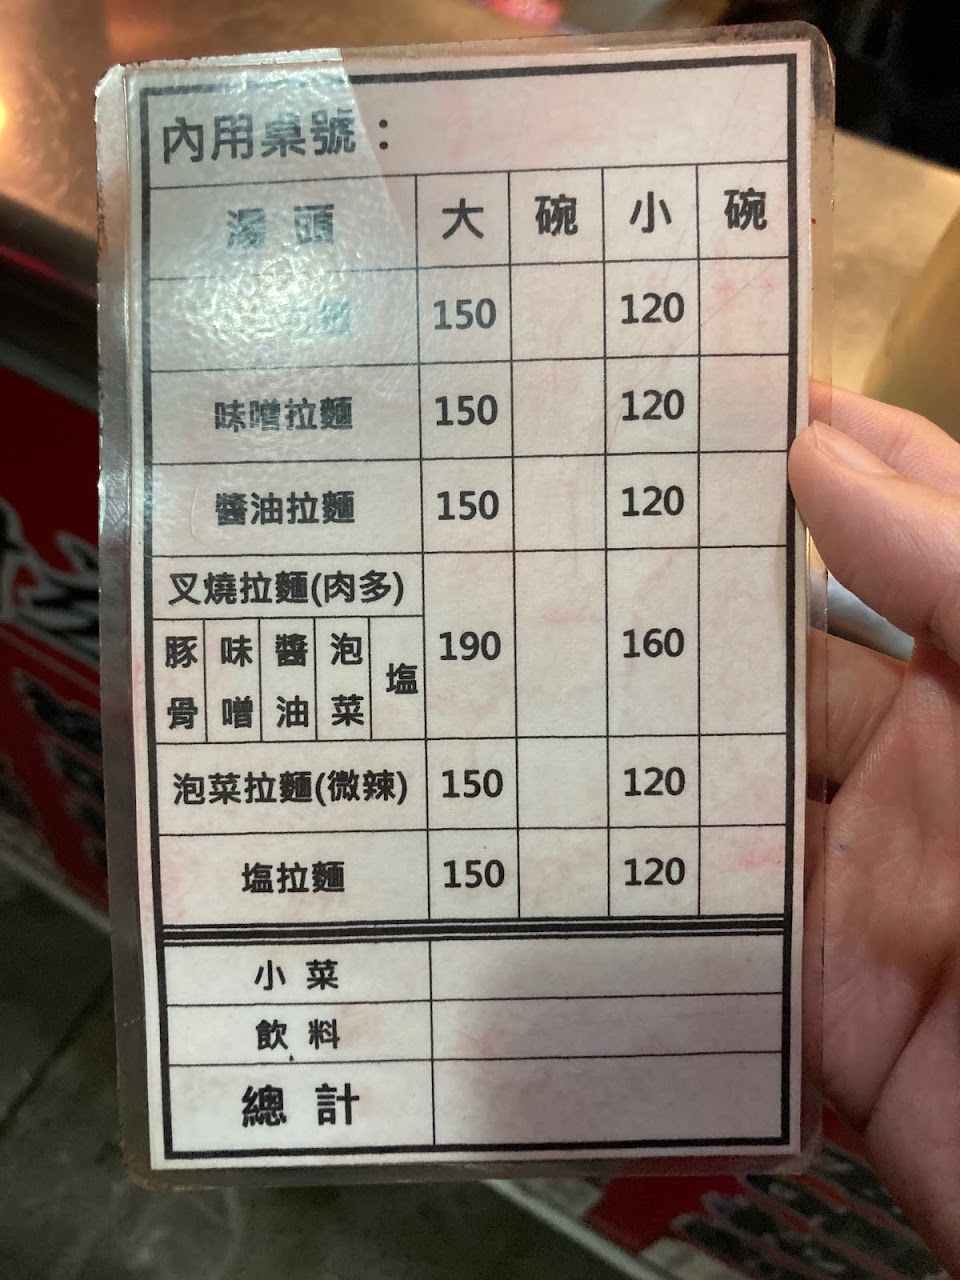 內用桌號：
湯頭 大 碗 小 碗
150 120
味噌拉麵 150 120
醬油拉麵 150 120
叉燒拉麵(肉多) 190 160
豚骨 味噌 醬油 泡菜 塩
泡菜拉麵(微辣) 150 120
塩拉麵 150 120
小菜
飲料
總計